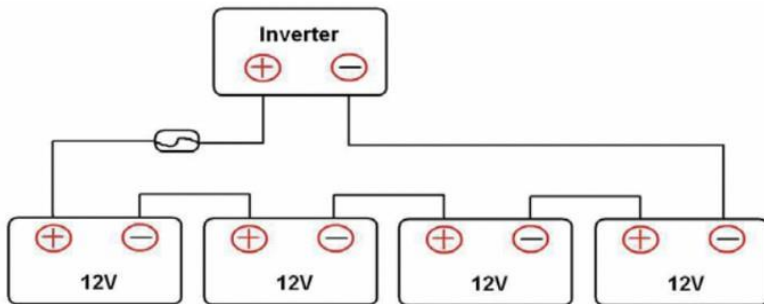 Inverter
+ −
+ − + − + − + −
12V 12V 12V 12V